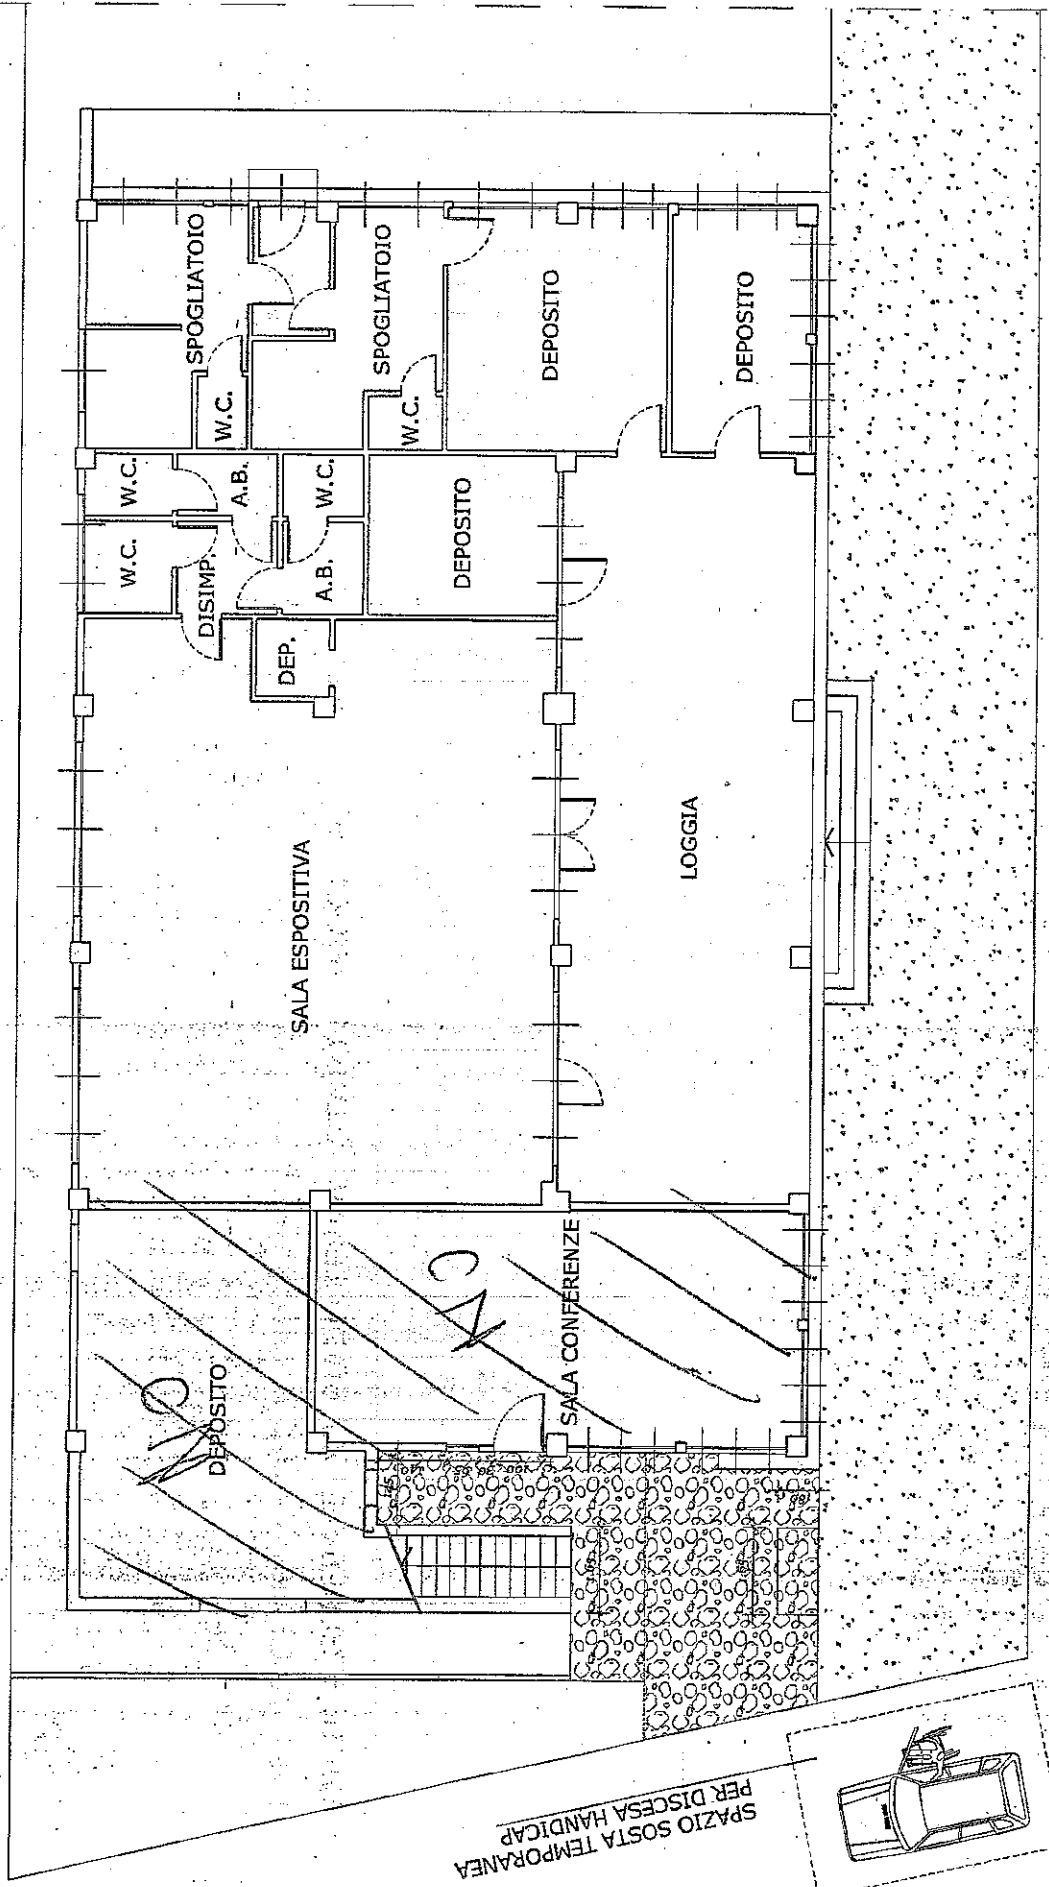 SPOGLIATOIO
W.C.
SPOGLIATOIO
W.C.
DEPOSITO
DEPOSITO
W.C.
A.B.
W.C.
W.C.
DISIMP.
A.B.
DEPOSITO
DEP.
SALA ESPOSITIVA
LOGGIA
DEPOSITO
SALA CONFERENZE
SPAZIO SOSTA TEMPORANEA
PER DISCESA HANDICAP